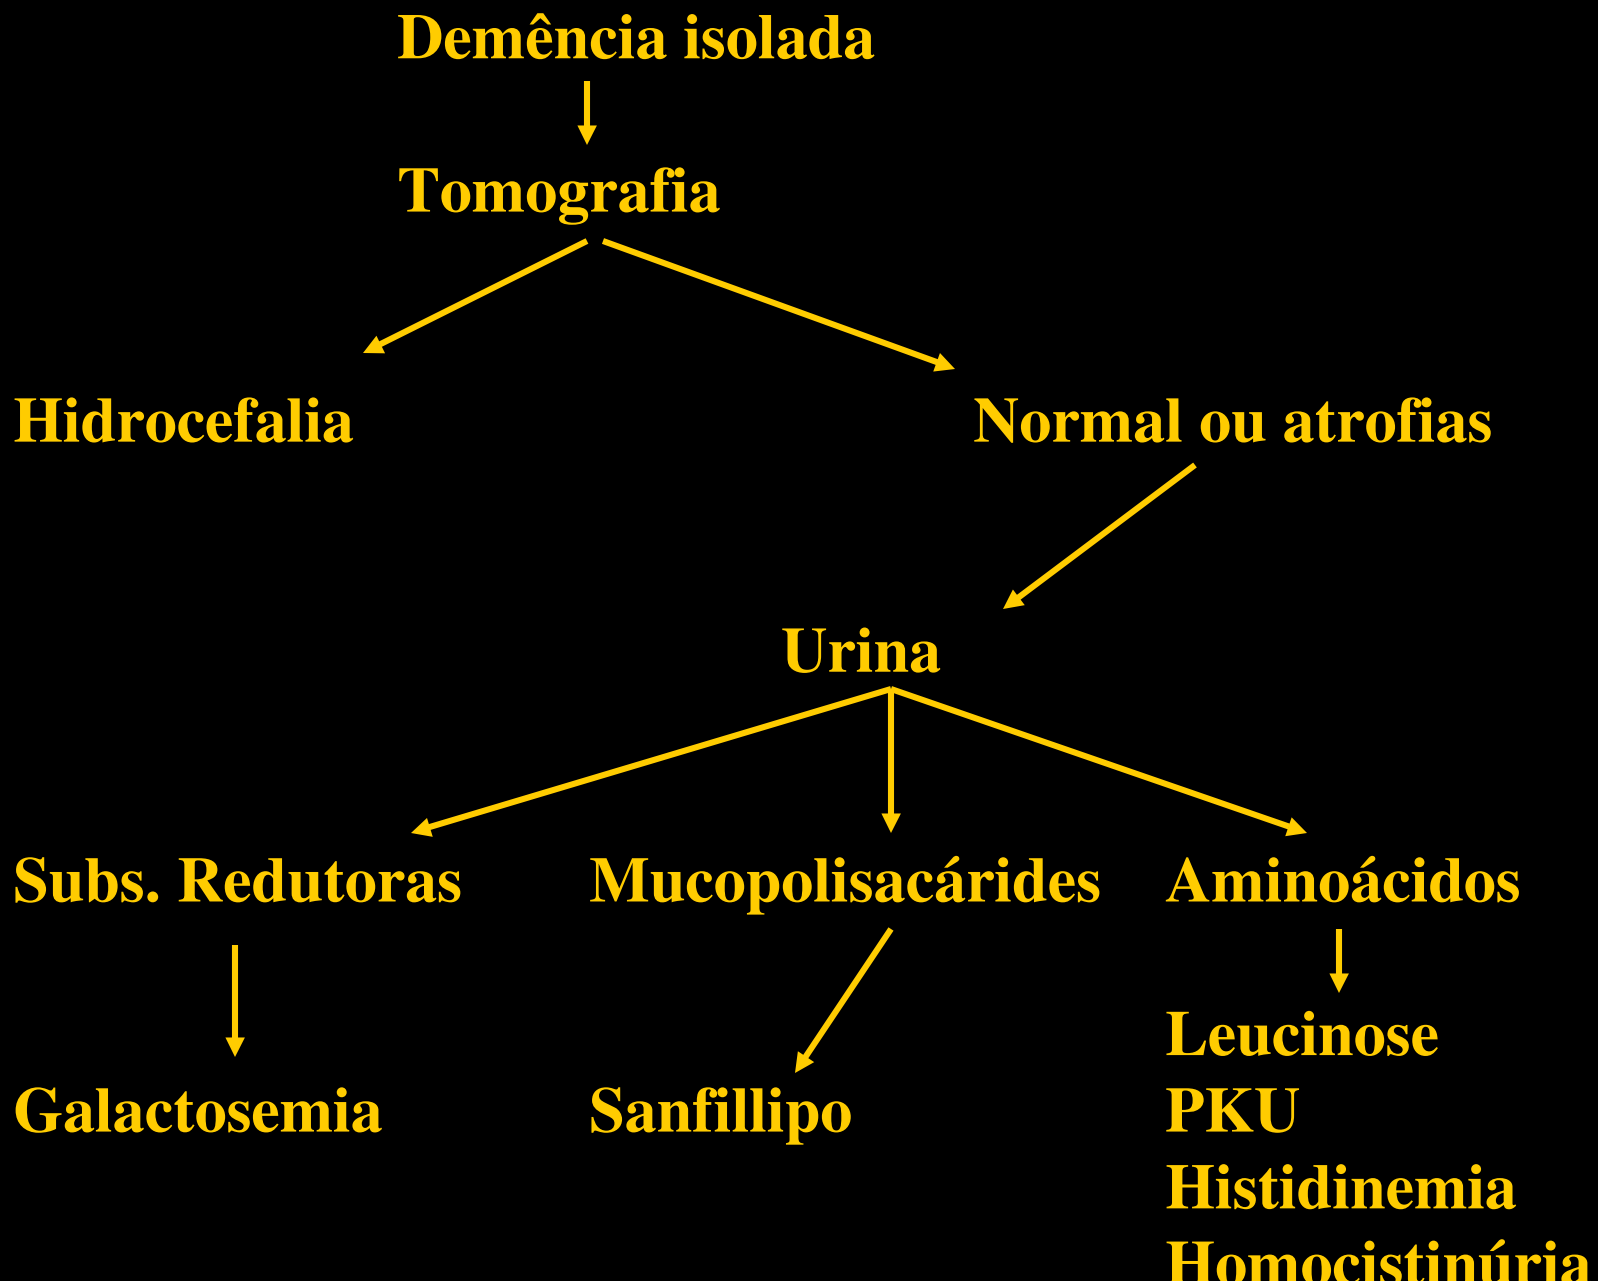 Demência isolada
Tomografia
Hidrocefalia
Normal ou atrofias
Urina
Subs. Redutoras
Mucopolisacárides
Aminoácidos
Galactosemia
Sanfillipo
Leucinose
PKU
Histidinemia
Homocistinúria